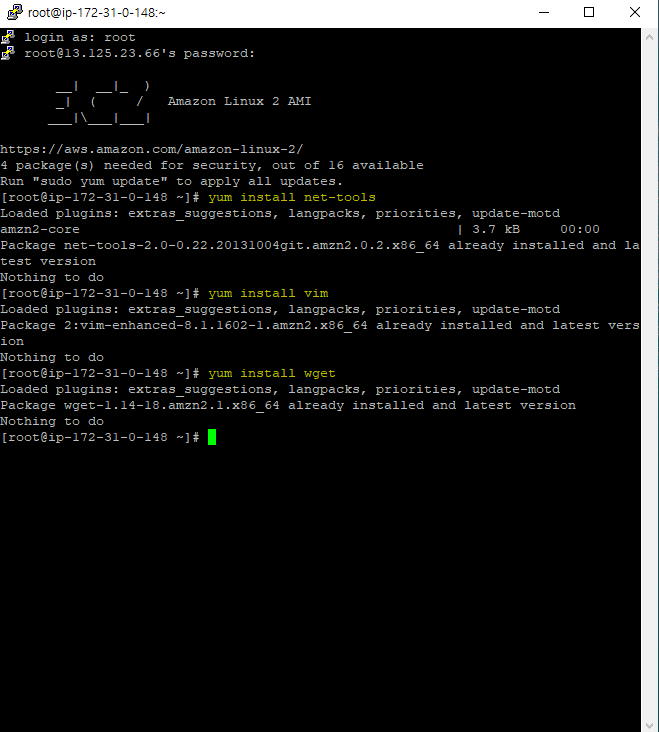 root@ip-172-31-0-148:~
login as: root
root@13.125.23.66's password:
       __|  __|_  )
       _|  (     /   Amazon Linux 2 AMI
      ___|\___|___|
https://aws.amazon.com/amazon-linux-2/
4 package(s) needed for security, out of 16 available
Run "sudo yum update" to apply all updates.
[root@ip-172-31-0-148 ~]# yum install net-tools
Loaded plugins: extras_suggestions, langpacks, priorities, update-motd
amzn2-core                                               | 3.7 kB     00:00
Package net-tools-2.0-0.22.20131004git.amzn2.0.2.x86_64 already installed and la
test version
Nothing to do
[root@ip-172-31-0-148 ~]# yum install vim
Loaded plugins: extras_suggestions, langpacks, priorities, update-motd
Package 2:vim-enhanced-8.1.1602-1.amzn2.x86_64 already installed and latest vers
ion
Nothing to do
[root@ip-172-31-0-148 ~]# yum install wget
Loaded plugins: extras_suggestions, langpacks, priorities, update-motd
Package wget-1.14-18.amzn2.1.x86_64 already installed and latest version
Nothing to do
[root@ip-172-31-0-148 ~]#